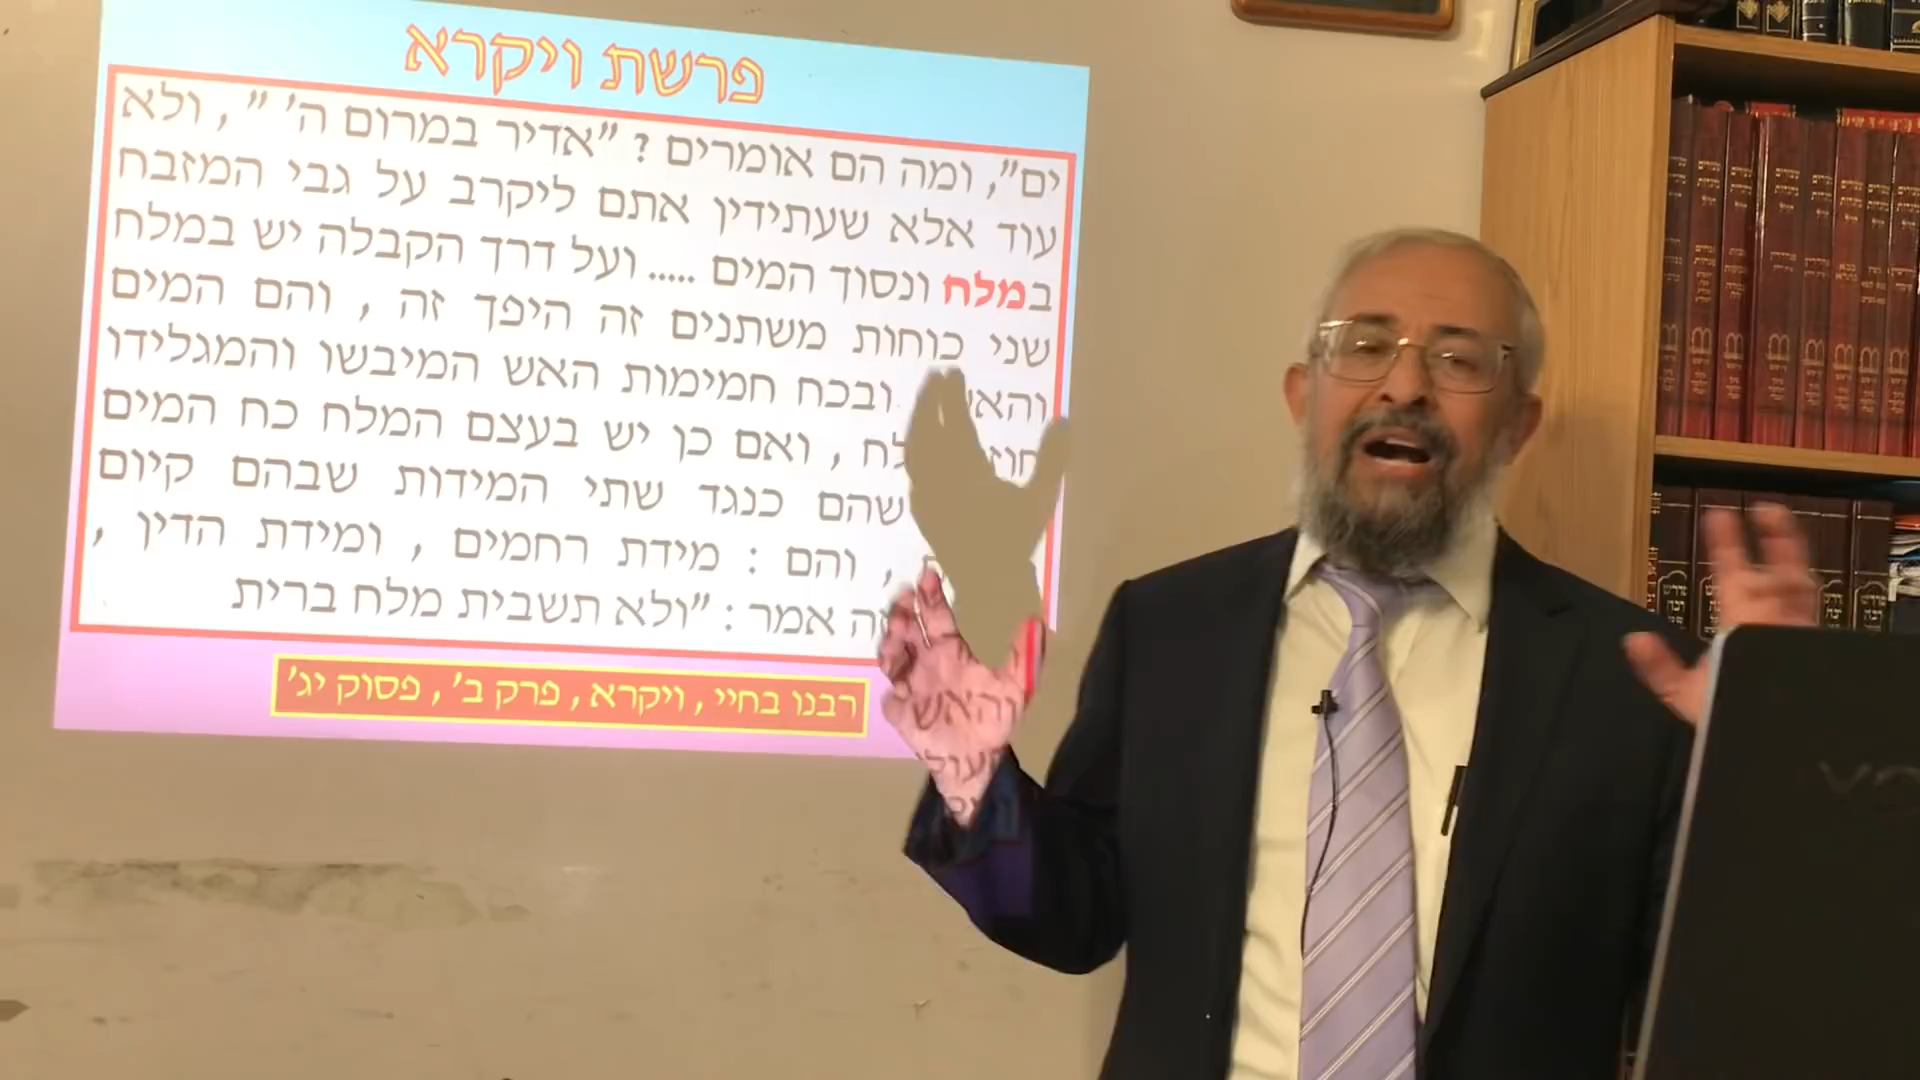 פרשת ויקרא
ים", ומה הם אומרים ? "אדיר במרום ה' ", ולא
עוד אלא שעתידין אתם ליקרב על גבי המזבח
במלח ונסוך המים ..... ועל דרך הקבלה יש במלח
שני כוחות משתנים זה היפך זה , והם המים
ובכח חמימות האש המיבשו והמגלידו
, ואם כן יש בעצם המלח כח המים
שהם כנגד שתי המידות שבהם קיום
, והם : מידת רחמים , ומידת הדין ,
אמר : "ולא תשבית מלח ברית
רבנו בחיי , ויקרא , פרק ב' , פסוק יג'
והאש